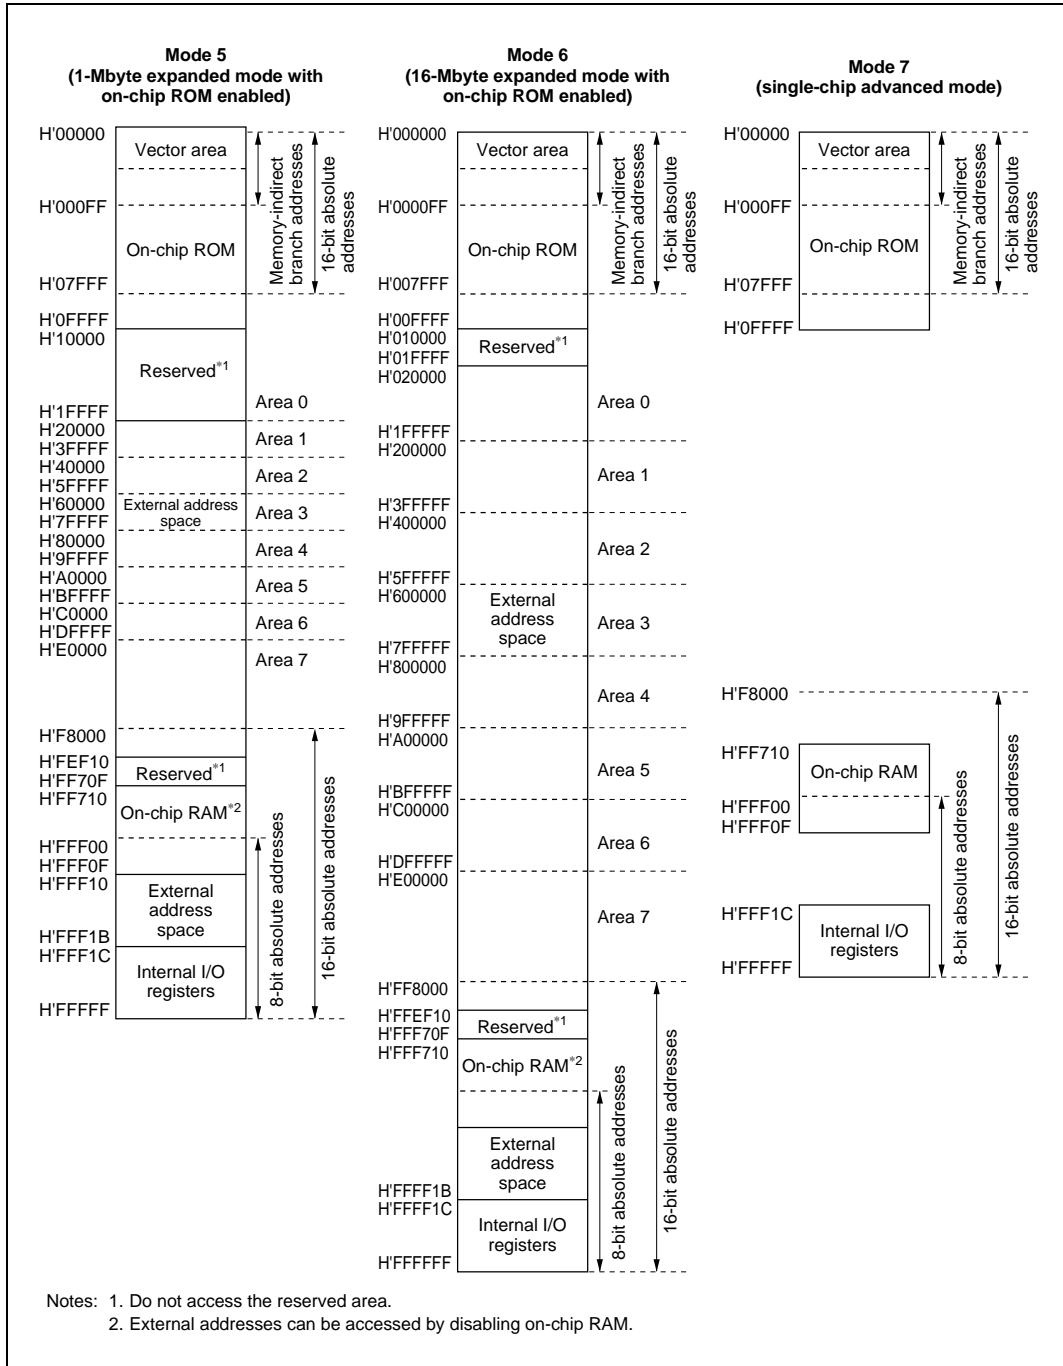 Mode 5
(1-Mbyte expanded mode with
on-chip ROM enabled)
H'00000
Vector area
H'000FF
On-chip ROM
H'07FFF
H'0FFFF
H'10000
Reserved*1
H'1FFFF
H'20000
H'3FFFF
H'40000
H'5FFFF
H'60000
H'7FFFF
External address
space
H'80000
H'9FFFF
H'A0000
H'BFFFF
H'C0000
H'DFFFF
H'E0000
H'F8000
H'FEF10
H'FF70F
Reserved*1
H'FF710
On-chip RAM*2
H'FFF00
H'FFF0F
H'FFF10
External
address
space
H'FFF1B
H'FFF1C
Internal I/O
registers
H'FFFFF
Memory-indirect
branch addresses
16-bit absolute
addresses
Area 0
Area 1
Area 2
Area 3
Area 4
Area 5
Area 6
Area 7
8-bit absolute addresses
16-bit absolute addresses
Mode 6
(16-Mbyte expanded mode with
on-chip ROM enabled)
H'000000
Vector area
H'0000FF
On-chip ROM
H'007FFF
H'00FFFF
H'010000
Reserved*1
H'01FFFF
H'020000
H'1FFFFF
H'200000
H'3FFFFF
H'400000
H'5FFFFF
H'600000
External
address
space
H'7FFFFF
H'800000
H'9FFFFF
H'A00000
H'BFFFFF
H'C00000
H'DFFFFF
H'E00000
H'FF8000
H'FFEF10
H'FFF70F
Reserved*1
H'FFF710
On-chip RAM*2
External
address
space
H'FFFF1B
H'FFFF1C
Internal I/O
registers
H'FFFFFF
Memory-indirect
branch addresses
16-bit absolute
addresses
Area 0
Area 1
Area 2
Area 3
Area 4
Area 5
Area 6
Area 7
8-bit absolute addresses
16-bit absolute addresses
Mode 7
(single-chip advanced mode)
H'00000
Vector area
H'000FF
On-chip ROM
H'07FFF
H'0FFFF
Memory-indirect
branch addresses
16-bit absolute
addresses
H'F8000
H'FF710
On-chip RAM
H'FFF00
H'FFF0F
H'FFF1C
Internal I/O
registers
H'FFFFF
8-bit absolute addresses
16-bit absolute addresses
Notes: 1. Do not access the reserved area.
2. External addresses can be accessed by disabling on-chip RAM.